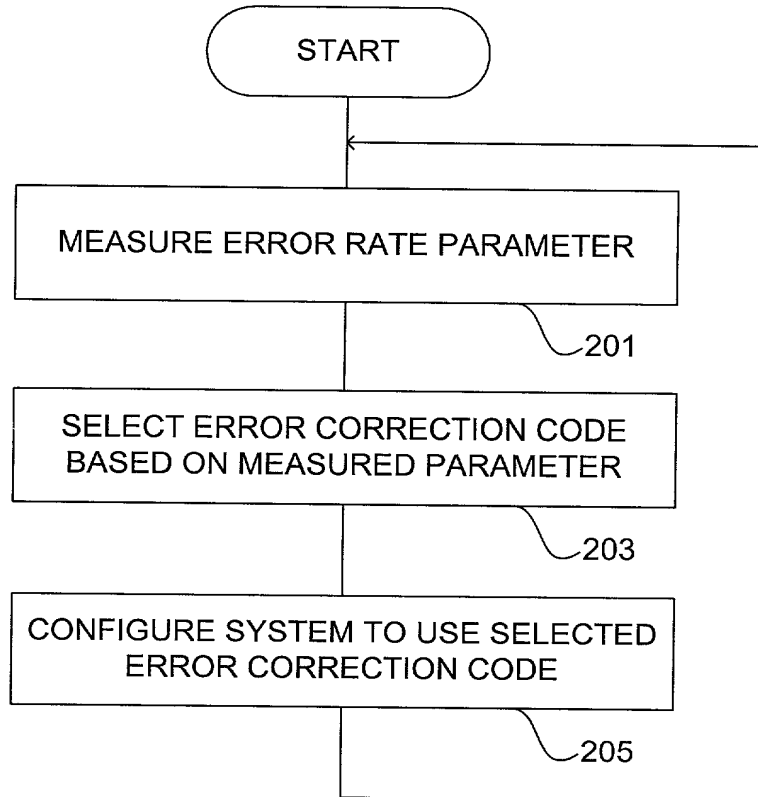 START
MEASURE ERROR RATE PARAMETER
201
SELECT ERROR CORRECTION CODE
BASED ON MEASURED PARAMETER
203
CONFIGURE SYSTEM TO USE SELECTED
ERROR CORRECTION CODE
205